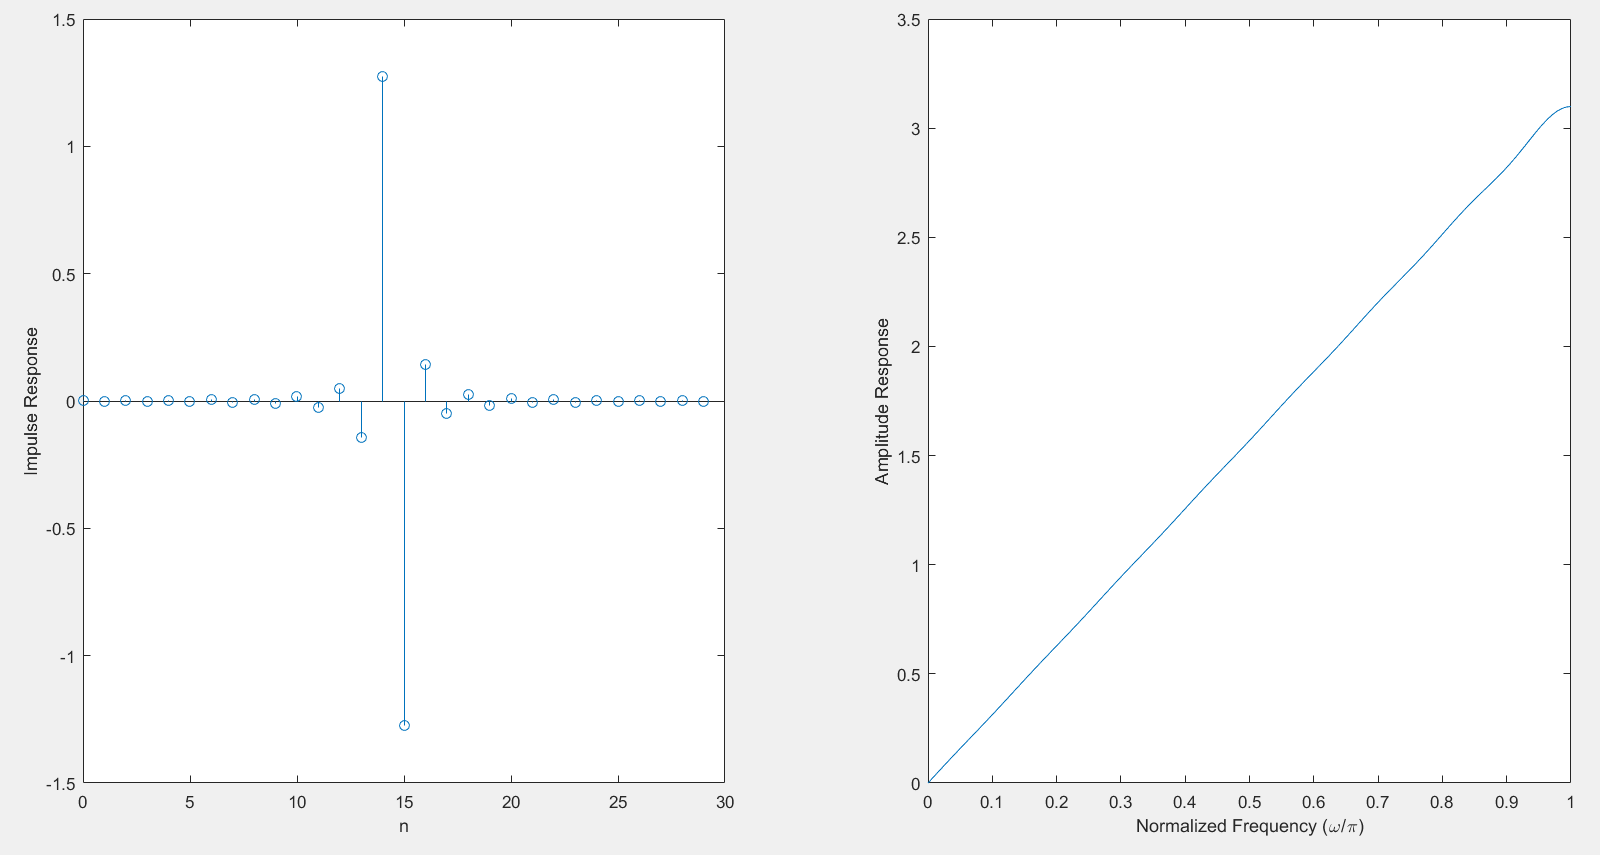 1.5
1
0.5
0
-0.5
-1
-1.5
0 5 10 15 20 25 30
n
Impulse Response
3.5
3
2.5
2
1.5
1
0.5
0
0 0.1 0.2 0.3 0.4 0.5 0.6 0.7 0.8 0.9 1
Normalized Frequency (ω/π)
Amplitude Response